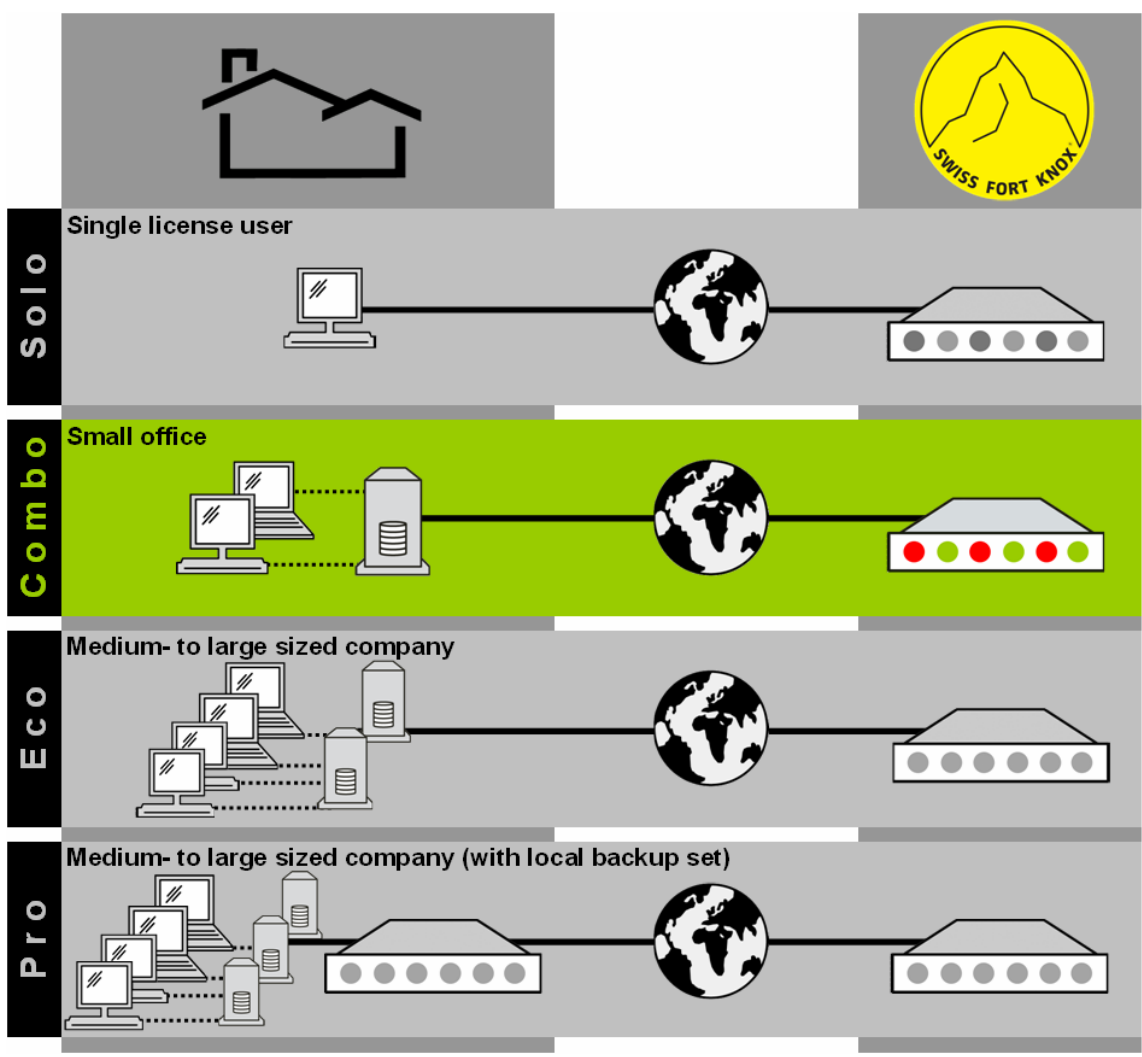 SWISS FORT KNOX
Solo
Single license user
Combo
Small office
Eco
Medium- to large sized company
Pro
Medium- to large sized company (with local backup set)